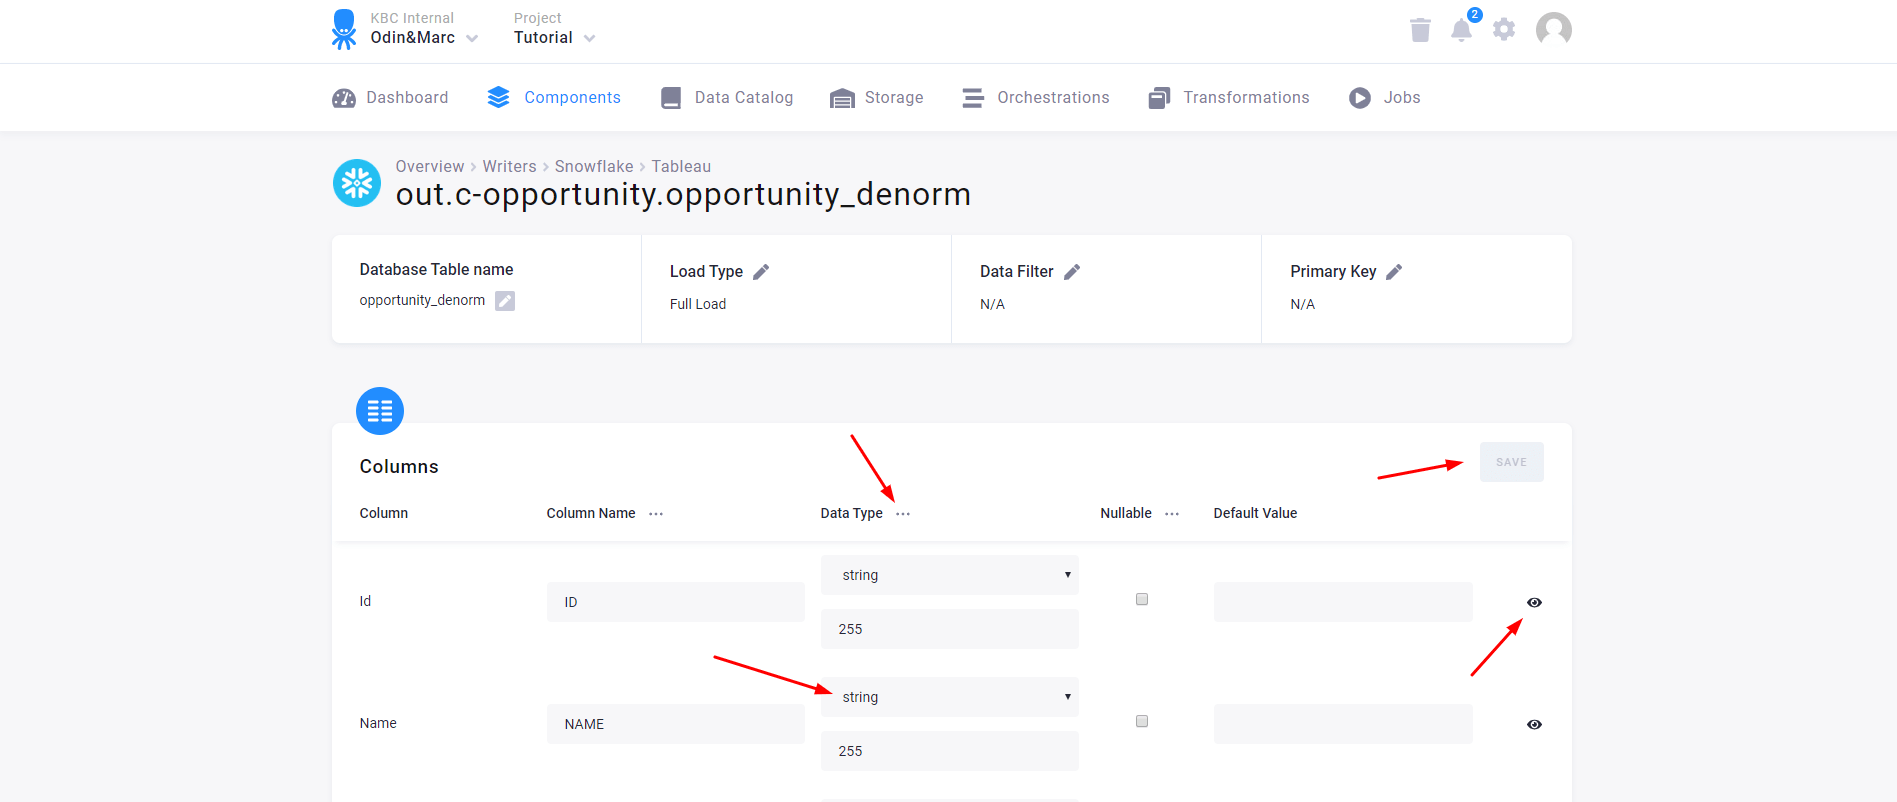 KBC Internal
Odin&Marc
Project
Tutorial
2
Dashboard
Components
Data Catalog
Storage
Orchestrations
Transformations
Jobs
Overview > Writers > Snowflake > Tableau
out.c-opportunity.opportunity_denorm
Database Table name
opportunity_denorm
Load Type
Full Load
Data Filter
N/A
Primary Key
N/A
Columns
SAVE
Column
Column Name ...
Data Type ...
Nullable ...
Default Value
Id
ID
string
255
Name
NAME
string
255